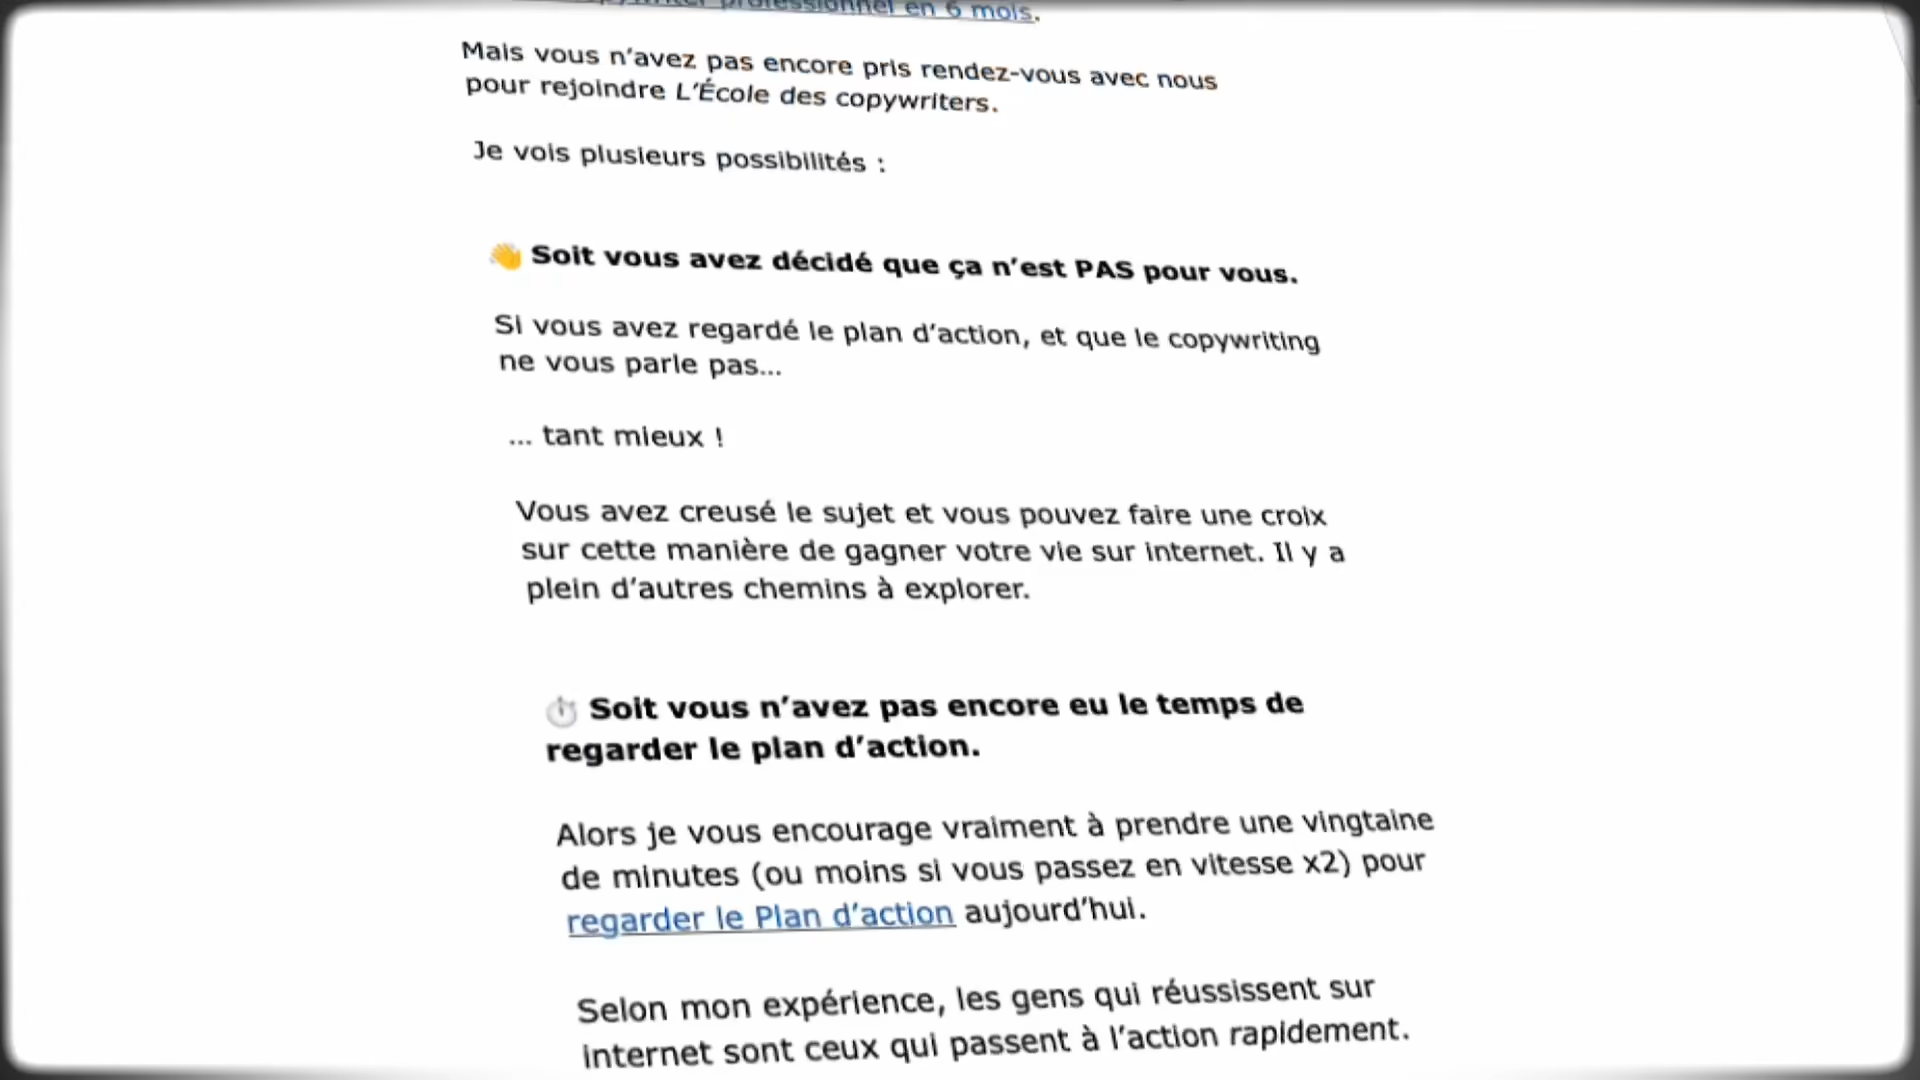 professionnel en 6 mois.
Mais vous n’avez pas encore pris rendez-vous avec nous
pour rejoindre L’École des copywriters.
Je vois plusieurs possibilités :
👋 Soit vous avez décidé que ça n’est PAS pour vous.
Si vous avez regardé le plan d’action, et que le copywriting
ne vous parle pas...
... tant mieux !
Vous avez creusé le sujet et vous pouvez faire une croix
sur cette manière de gagner votre vie sur internet. Il y a
plein d’autres chemins à explorer.
⏱️ Soit vous n’avez pas encore eu le temps de
regarder le plan d’action.
Alors je vous encourage vraiment à prendre une vingtaine
de minutes (ou moins si vous passez en vitesse x2) pour
regarder le Plan d’action aujourd’hui.
Selon mon expérience, les gens qui réussissent sur
internet sont ceux qui passent à l’action rapidement.